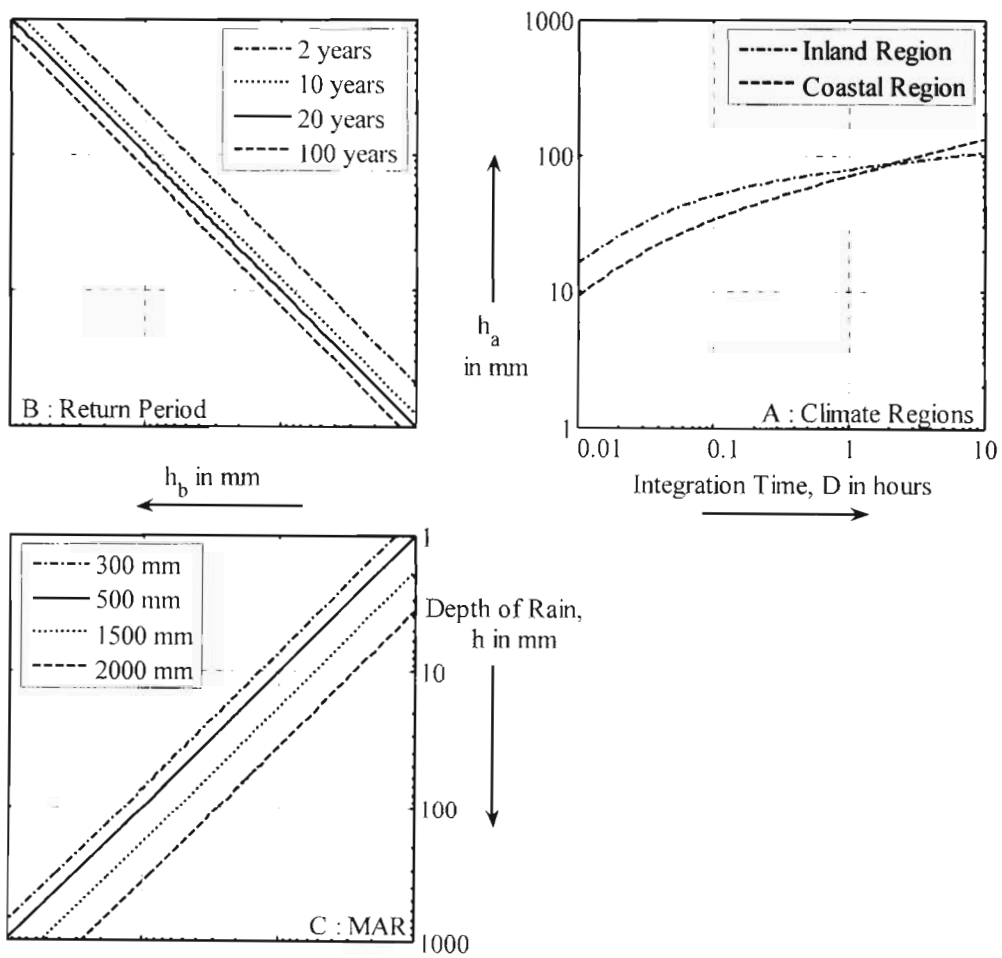 2 years
10 years
20 years
100 years
B : Return Period
1000
100
10
1
h_a
in mm
Inland Region
Coastal Region
A : Climate Regions
0.01
0.1
1
10
Integration Time, D in hours
h_b in mm
300 mm
500 mm
1500 mm
2000 mm
C : MAR
1
10
100
1000
Depth of Rain,
h in mm